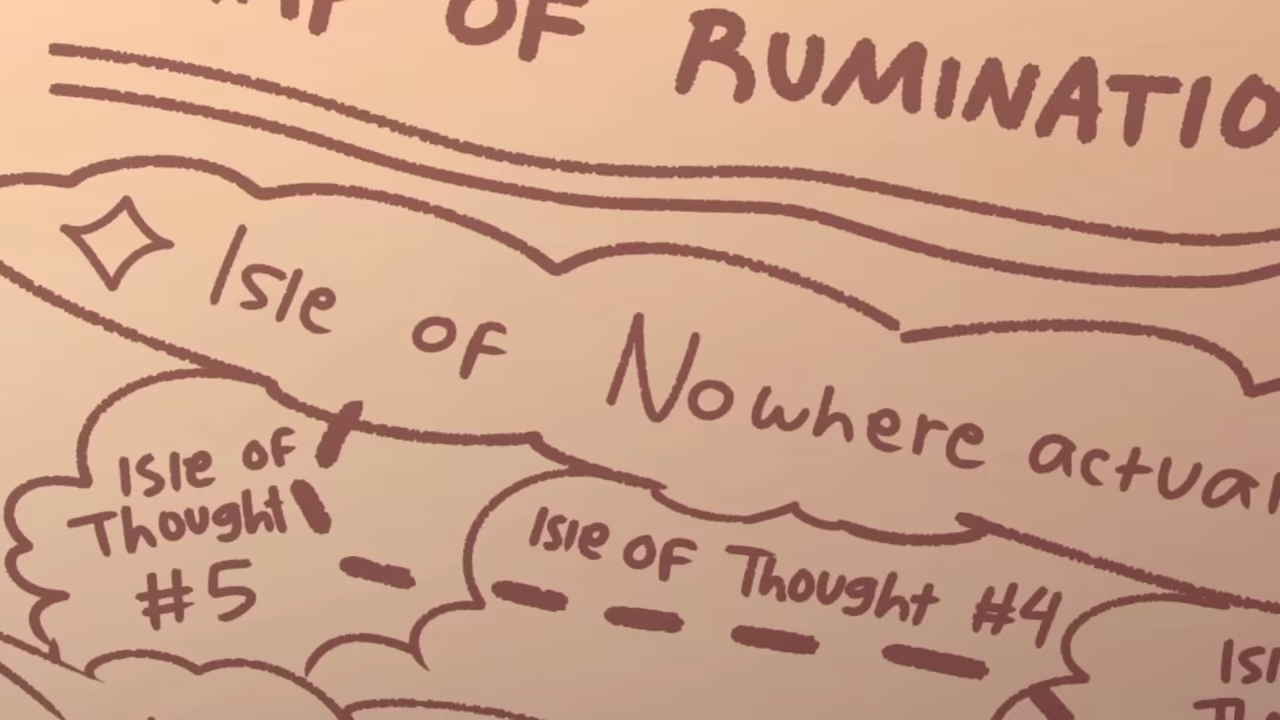 OF RUMINATIO
Isle of Nowhere actua
Isle of
Thought
#5
Isle of Thought #4